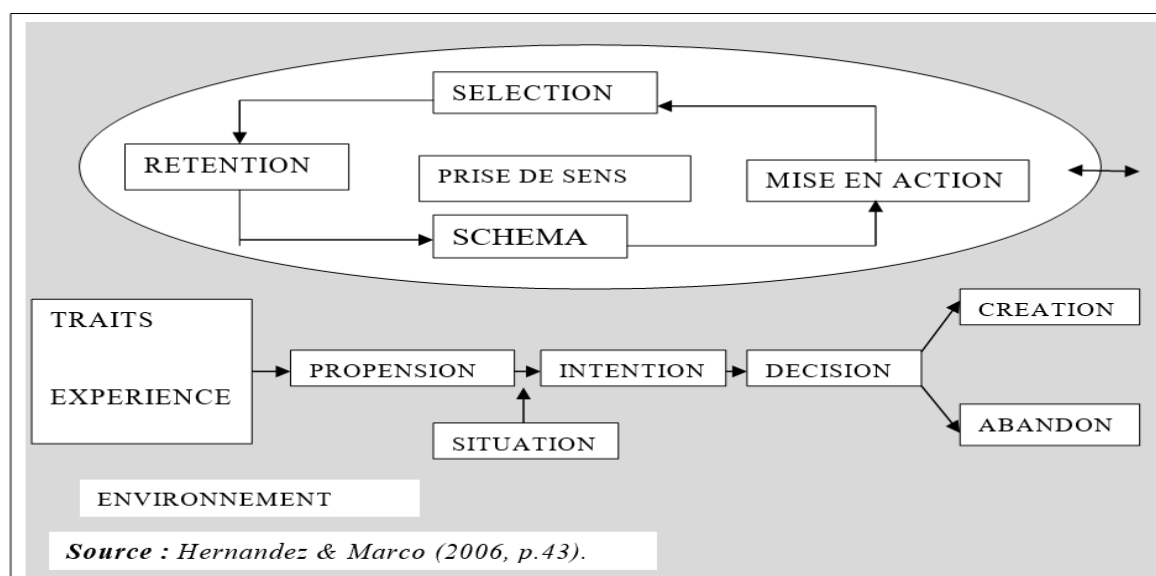 SELECTION
RETENTION
PRISE DE SENS
MISE EN ACTION
SCHEMA
TRAITS
EXPERIENCE
PROPENSION
INTENTION
DECISION
CREATION
ABANDON
SITUATION
ENVIRONNEMENT
Source : Hernandez & Marco (2006, p.43).